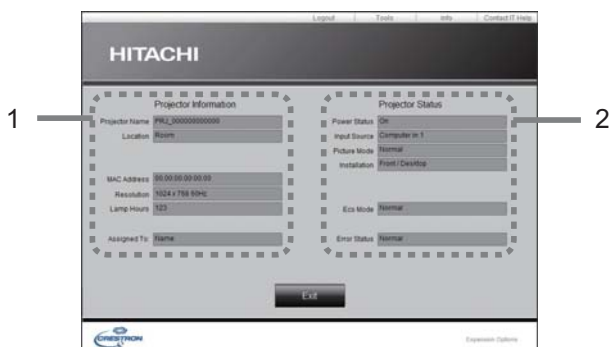 Logout Tools Info Contact IT Help
HITACHI
1
Projector Information
Projector Name PRJ_000000000000
Location Room
MAC Address 00:00:00:00:00:00
Resolution 1024 x 768 60Hz
Lamp Hours 123
Assigned To: Name
2
Projector Status
Power Status On
Input Source Computer in 1
Picture Mode Normal
Installation Front / Desktop
Eco Mode Normal
Error Status Normal
Exit
CRESTRON
Expansion Options